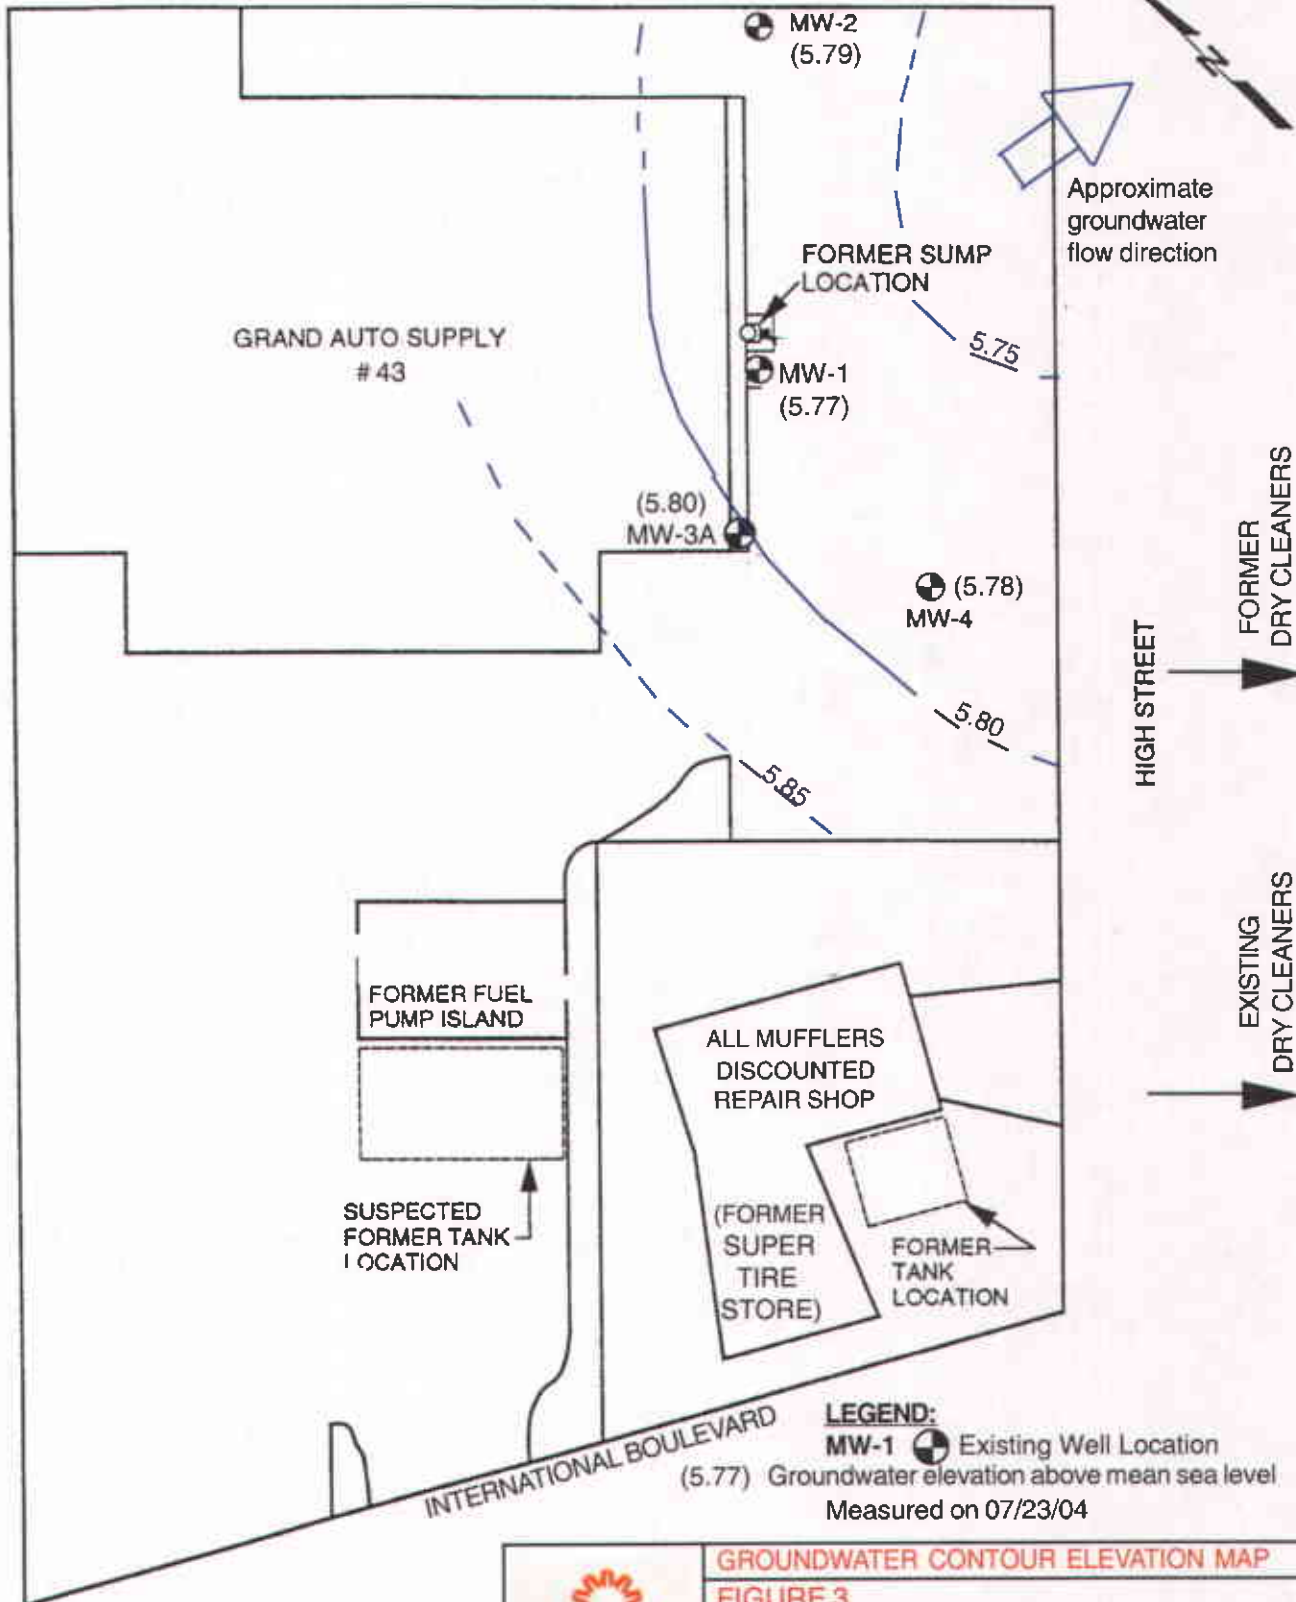 MW-2
(5.79)
N
Approximate
groundwater
flow direction
FORMER SUMP
LOCATION
GRAND AUTO SUPPLY
# 43
5.75
MW-1
(5.77)
(5.80)
MW-3A
(5.78)
MW-4
FORMER
DRY CLEANERS
HIGH STREET
5.80
5.85
EXISTING
DRY CLEANERS
FORMER FUEL
PUMP ISLAND
ALL MUFFLERS
DISCOUNTED
REPAIR SHOP
SUSPECTED
FORMER TANK
LOCATION
(FORMER
SUPER
TIRE
STORE)
FORMER
TANK
LOCATION
INTERNATIONAL BOULEVARD
LEGEND:
MW-1 Existing Well Location
(5.77) Groundwater elevation above mean sea level
Measured on 07/23/04
GROUNDWATER CONTOUR ELEVATION MAP
FIGURE 3